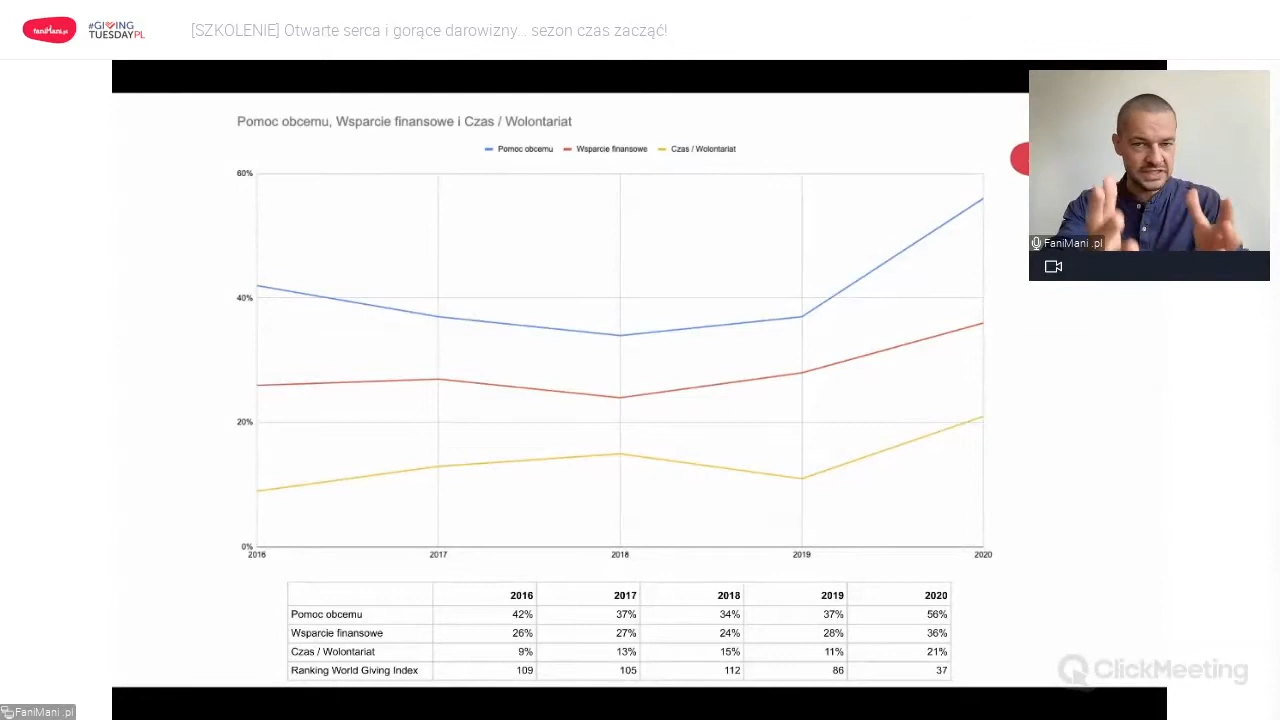 faniMani.pl
#GIVING
TUESDAYPL
[SZKOLENIE] Otwarte serca i gorące darowizny... sezon czas zacząć!
Pomoc obcemu, Wsparcie finansowe i Czas / Wolontariat
Pomoc obcemu Wsparcie finansowe Czas / Wolontariat
60%
40%
20%
0%
2016 2017 2018 2019 2020
2016 2017 2018 2019 2020
Pomoc obcemu 42% 37% 34% 37% 56%
Wsparcie finansowe 26% 27% 24% 28% 36%
Czas / Wolontariat 9% 13% 15% 11% 21%
Ranking World Giving Index 109 105 112 86 37
FaniMani .pl
ClickMeeting
FaniMani .pl